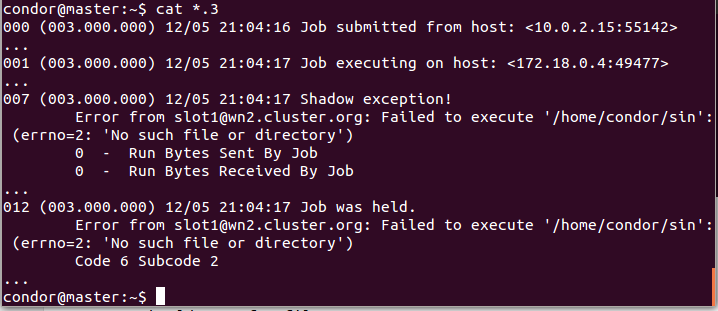 condor@master:~$ cat *.3
000 (003.000.000) 12/05 21:04:16 Job submitted from host: <10.0.2.15:55142>
...
001 (003.000.000) 12/05 21:04:17 Job executing on host: <172.18.0.4:49477>
...
007 (003.000.000) 12/05 21:04:17 Shadow exception!
        Error from slot1@wn2.cluster.org: Failed to execute '/home/condor/sin':
 (errno=2: 'No such file or directory')
        0  -  Run Bytes Sent By Job
        0  -  Run Bytes Received By Job
...
012 (003.000.000) 12/05 21:04:17 Job was held.
        Error from slot1@wn2.cluster.org: Failed to execute '/home/condor/sin':
 (errno=2: 'No such file or directory')
        Code 6 Subcode 2
...
condor@master:~$